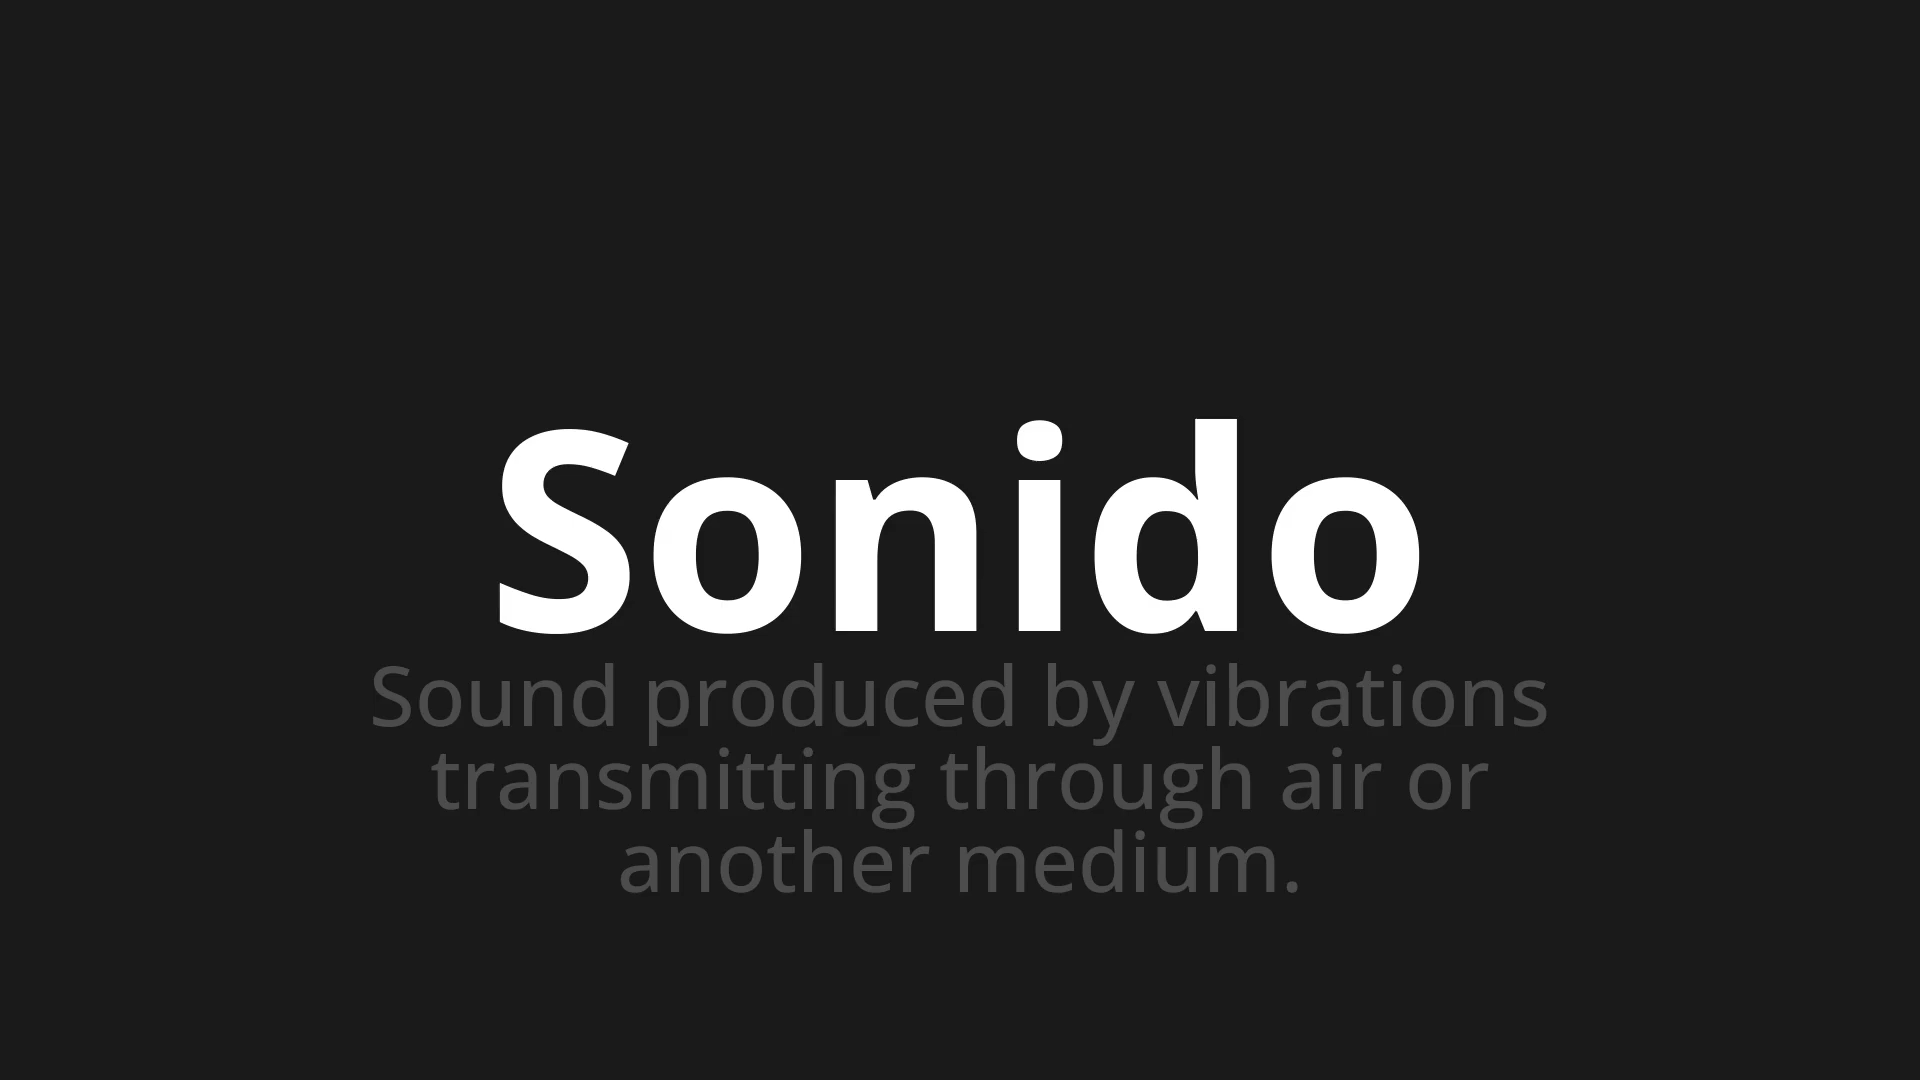 Sonido
Sound produced by vibrations
transmitting through air or
another medium.